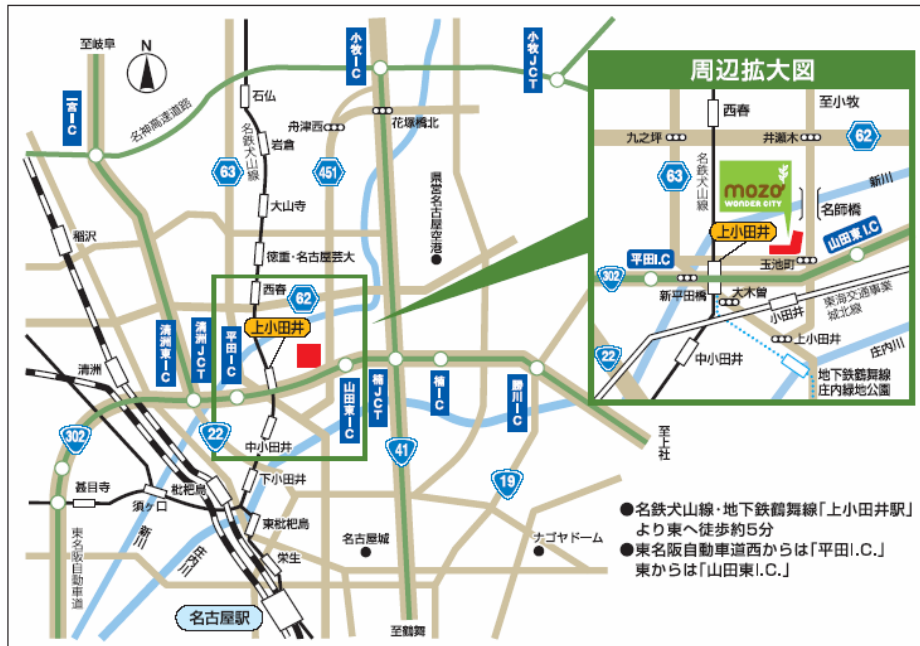 至岐阜
N
一宮IC
名神高速道路
63
名鉄犬山線
石仏
岩倉
大山寺
徳重・名古屋芸大
西春
62
上小田井
舟津西
451
小牧IC
花塚橋北
小牧JCT
県営名古屋空港
稲沢
清洲東IC
清洲JCT
平田IC
清洲
302
22
山田東IC
楠JCT
楠IC
勝川IC
41
19
至上社
中小田井
下小田井
甚目寺
須ヶ口
枇杷島
東枇杷島
栄生
新川
庄内川
東名阪自動車道
名古屋駅
名古屋城
ナゴヤドーム
至鶴舞
周辺拡大図
西春
至小牧
九之坪
井瀬木
62
63
名鉄犬山線
mozo
WONDER CITY
新川
名師橋
上小田井
山田東I.C
平田I.C
玉池町
302
新平田橋
大木曽
小田井
東海交通事業
城北線
上小田井
中小田井
22
庄内川
地下鉄鶴舞線
庄内緑地公園
●名鉄犬山線・地下鉄鶴舞線「上小田井駅」
より東へ徒歩約5分
●東名阪自動車道西からは「平田I.C.」
東からは「山田東I.C.」